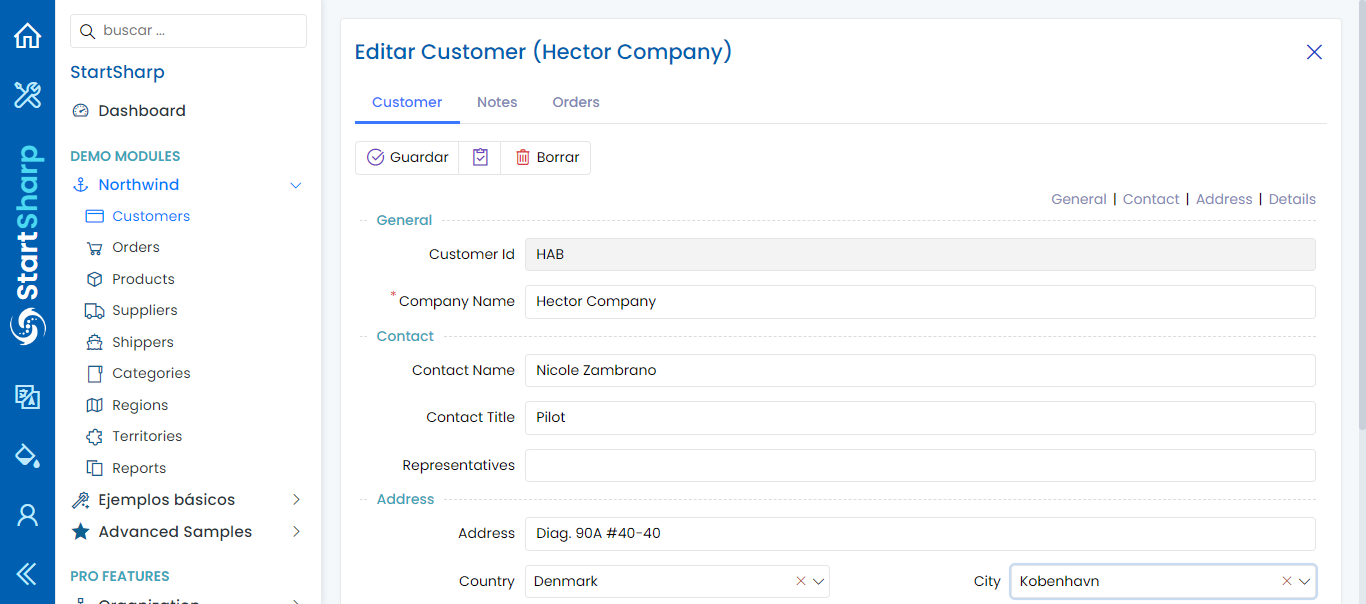 StartSharp
buscar ...
StartSharp
Dashboard
DEMO MODULES
Northwind
Customers
Orders
Products
Suppliers
Shippers
Categories
Regions
Territories
Reports
Ejemplos básicos
Advanced Samples
PRO FEATURES
Organization
Editar Customer (Hector Company)
Customer Notes Orders
Guardar Borrar
General | Contact | Address | Details
General
Customer Id HAB
* Company Name Hector Company
Contact
Contact Name Nicole Zambrano
Contact Title Pilot
Representatives
Address
Address Diag. 90A #40-40
Country Denmark City Kobenhavn